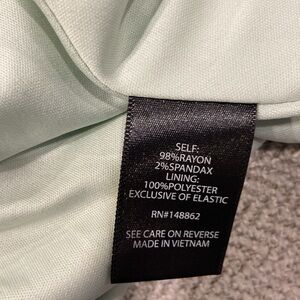 SELF:
98%RAYON
2%SPANDAX
LINING:
100%POLYESTER
EXCLUSIVE OF ELASTIC
RN#148862
SEE CARE ON REVERSE
MADE IN VIETNAM